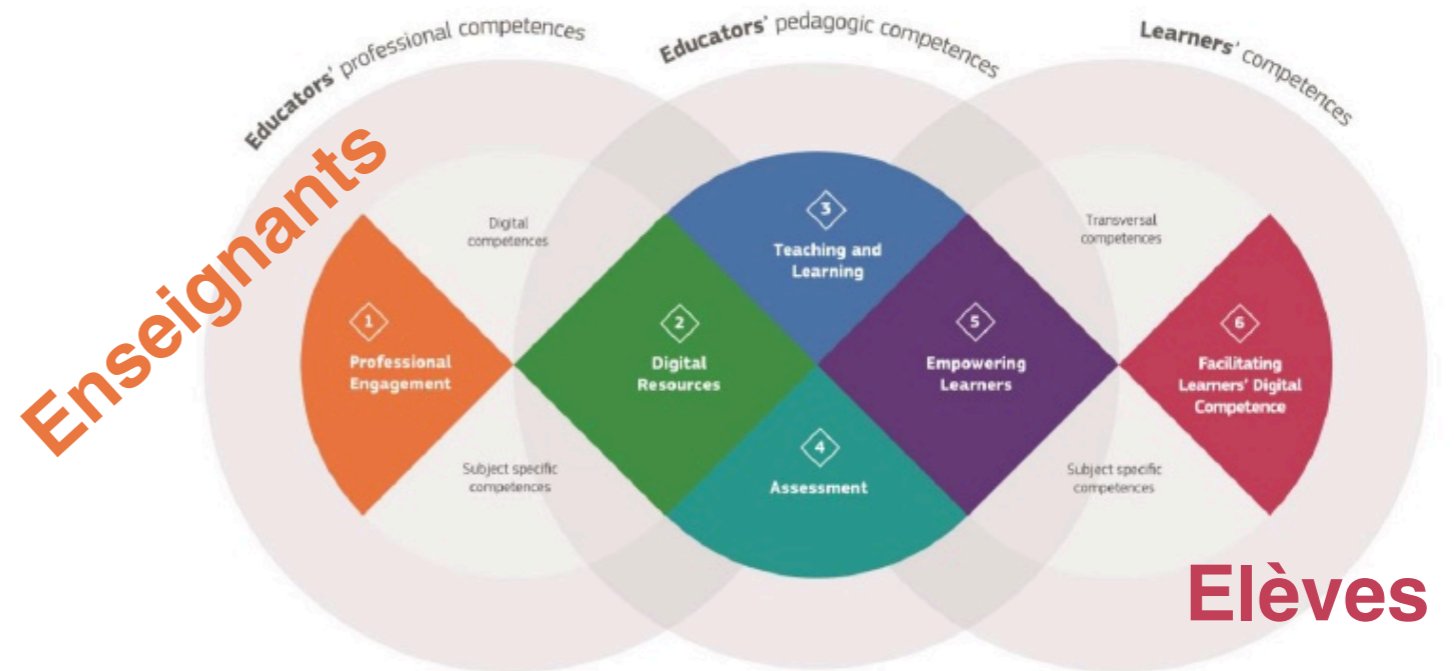 Educators' professional competences
Educators' pedagogic competences
Learners' competences
Enseignants
Digital
competences
3
Teaching and
Learning
Transversal
competences
1
Professional
Engagement
2
Digital
Resources
5
Empowering
Learners
6
Facilitating
Learners' Digital
Competence
Subject specific
competences
4
Assessment
Subject specific
competences
Elèves